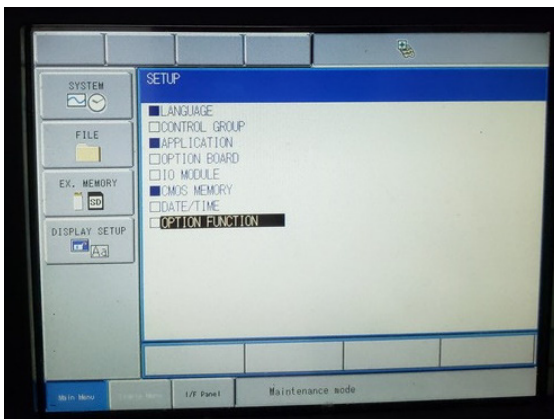 SETUP
SYSTEM
FILE
EX. MEMORY
SD
DISPLAY SETUP
Aa
LANGUAGE
CONTROL GROUP
APPLICATION
OPTION BOARD
IO MODULE
CMOS MEMORY
DATE/TIME
OPTION FUNCTION
Main Menu
I/F Panel
Maintenance mode